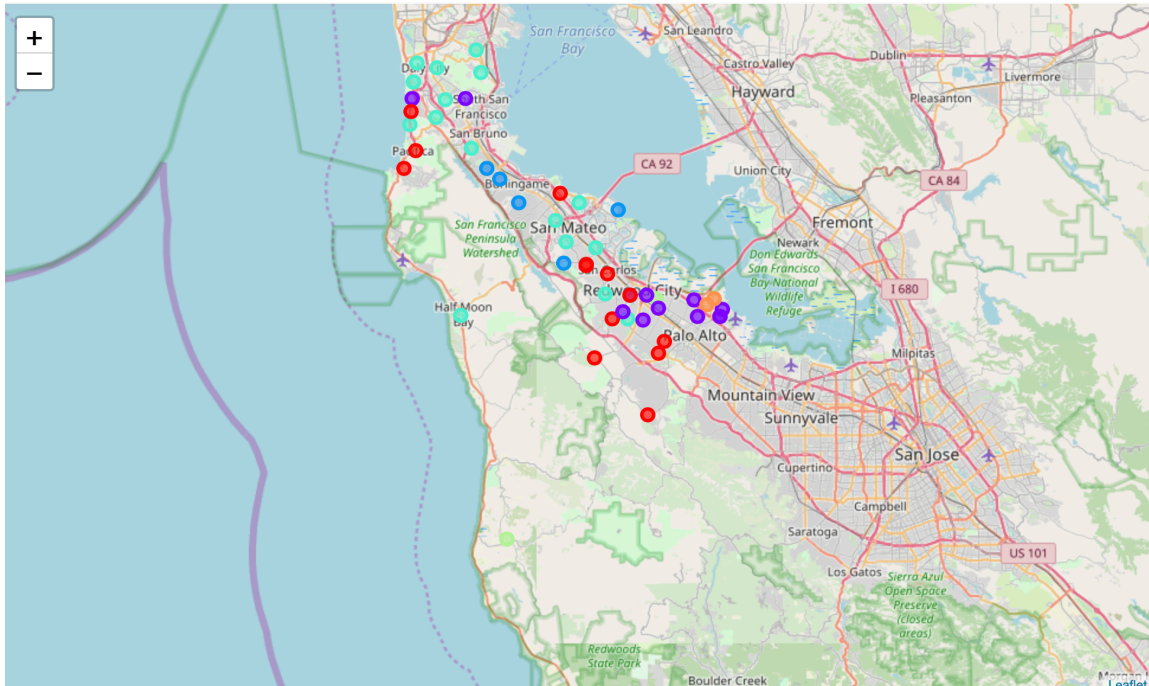 +
−
San Francisco
Bay
San Leandro
Daly City
Castro Valley
Dublin
Livermore
Hayward
Pleasanton
South San
Francisco
San Bruno
Pacifica
CA 92
Union City
CA 84
Burlingame
San Francisco
Peninsula
Watershed
San Mateo
Fremont
Newark
Don Edwards
San Francisco
Bay National
Wildlife
Refuge
San Carlos
Redwood City
I 680
Half Moon
Bay
Palo Alto
Milpitas
Mountain View
Sunnyvale
San Jose
Cupertino
Campbell
Saratoga
US 101
Los Gatos
Sierra Azul
Open Space
Preserve
(closed
areas)
Redwoods
State Park
Boulder Creek
Leaflet